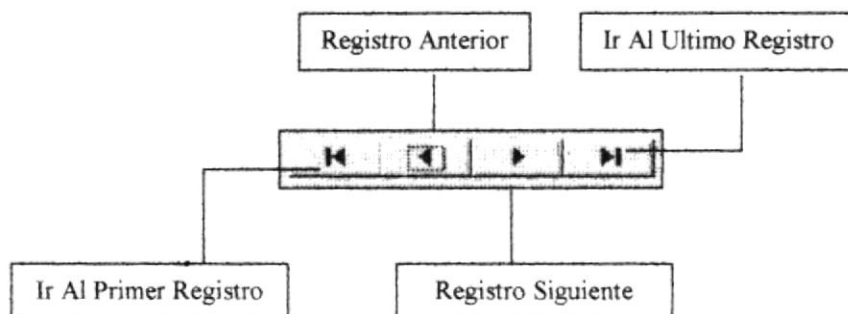 Registro Anterior
Ir Al Ultimo Registro
Ir Al Primer Registro
Registro Siguiente